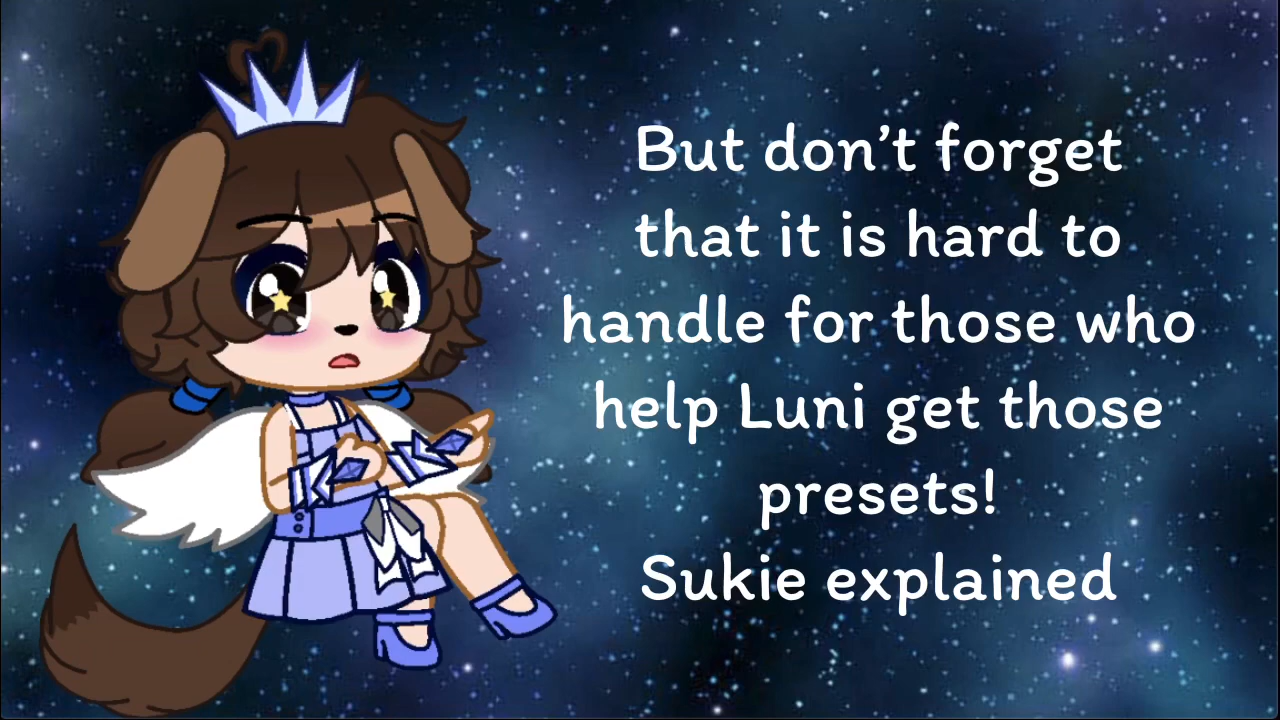 But don’t forget
that it is hard to
handle for those who
help Luni get those
presets!
Sukie explained